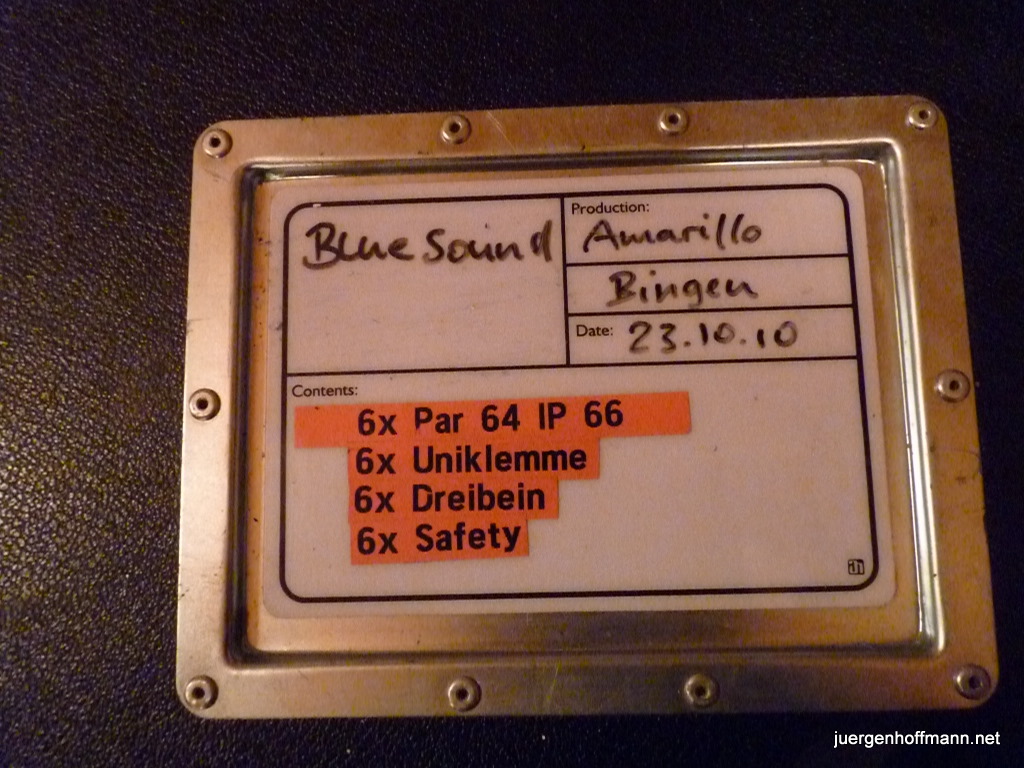 Blue Sound
Production:
Amarillo
Bingen
Date: 23.10.10
Contents:
6x Par 64 IP 66
6x Uniklemme
6x Dreibein
6x Safety
juergenhoffmann.net